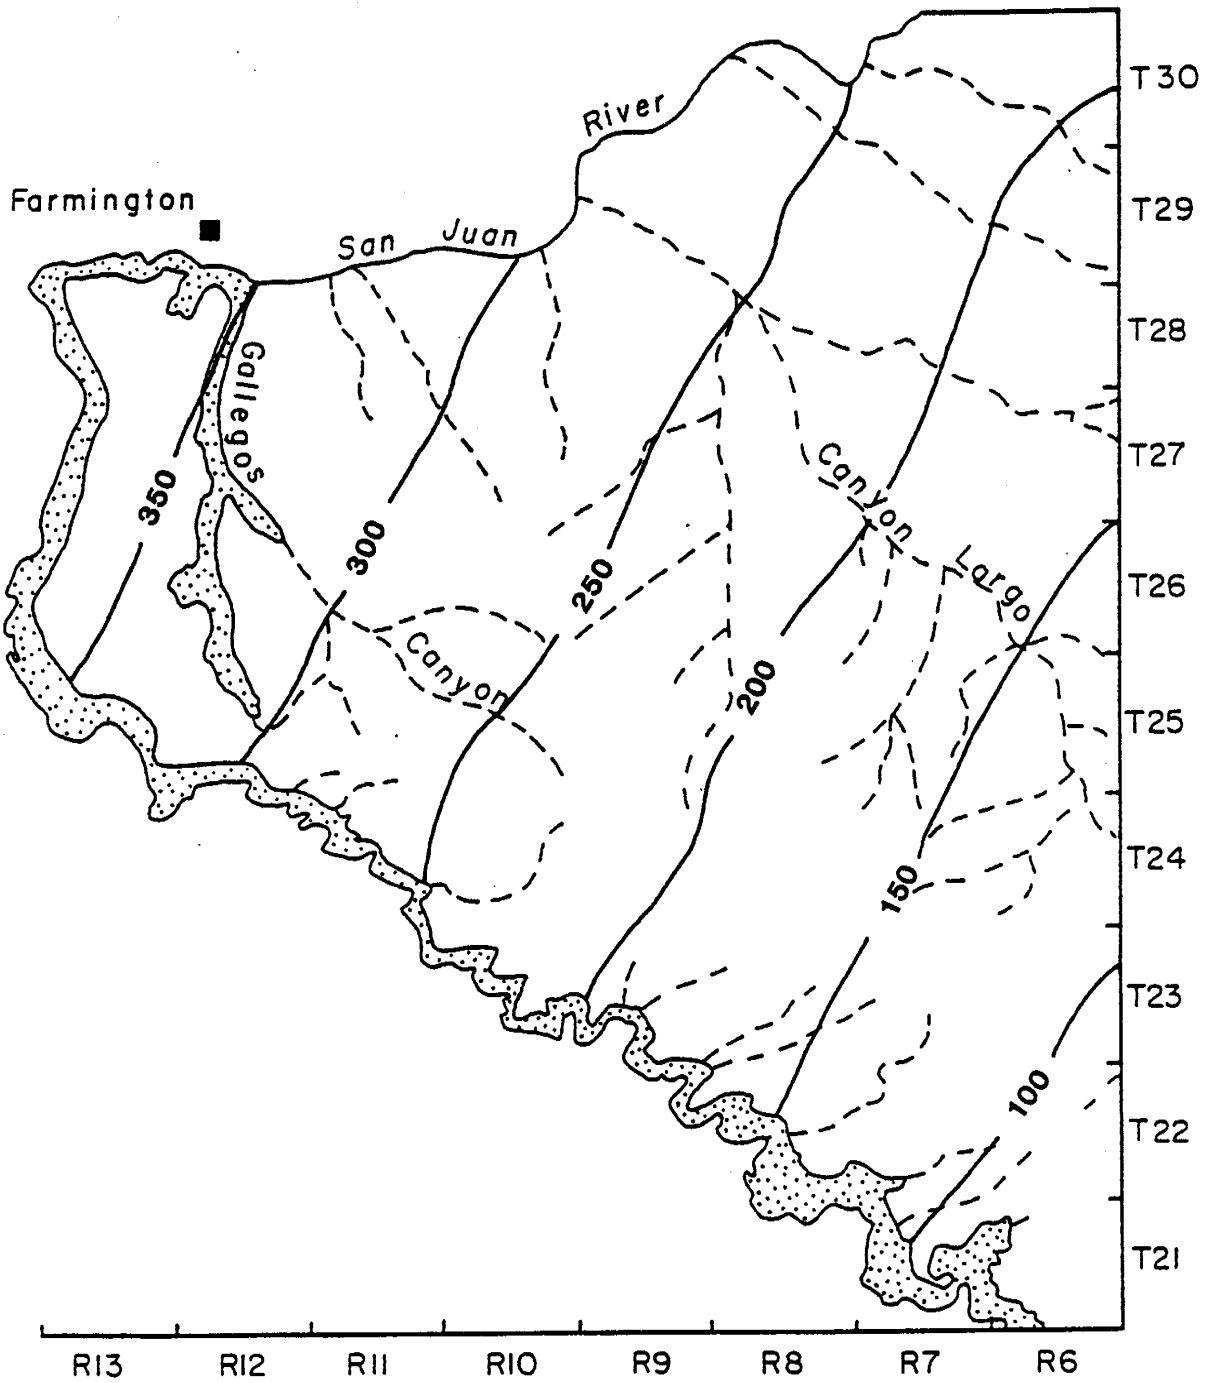 T30
River
Farmington
T29
San Juan
T28
Gallegos
T27
Canyon
350
300
250
Largo
T26
Canyon
200
T25
T24
150
T23
100
T22
T21
R13 R12 R11 R10 R9 R8 R7 R6